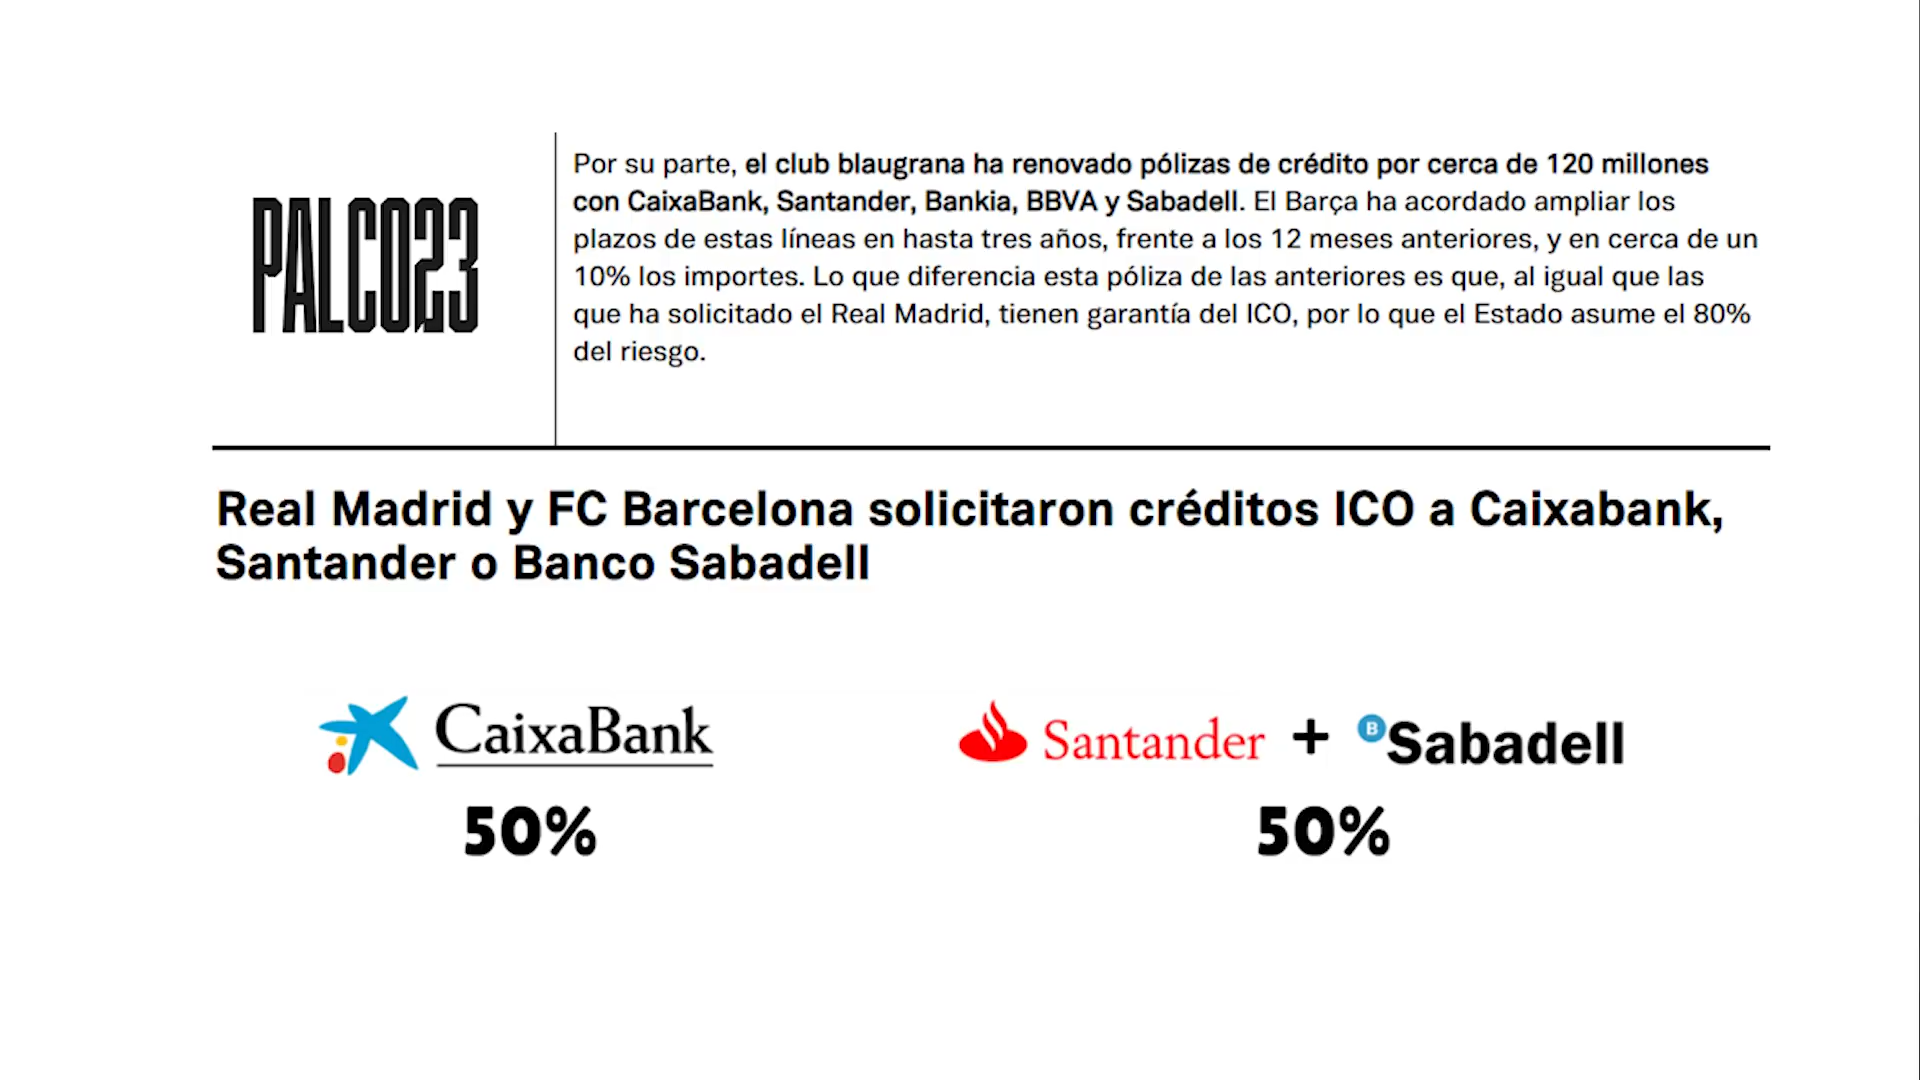 PALCO23
Por su parte, el club blaugrana ha renovado pólizas de crédito por cerca de 120 millones
con CaixaBank, Santander, Bankia, BBVA y Sabadell. El Barça ha acordado ampliar los
plazos de estas líneas en hasta tres años, frente a los 12 meses anteriores, y en cerca de un
10% los importes. Lo que diferencia esta póliza de las anteriores es que, al igual que las
que ha solicitado el Real Madrid, tienen garantía del ICO, por lo que el Estado asume el 80%
del riesgo.
Real Madrid y FC Barcelona solicitaron créditos ICO a Caixabank,
Santander o Banco Sabadell
CaixaBank
Santander + B Sabadell
50%
50%